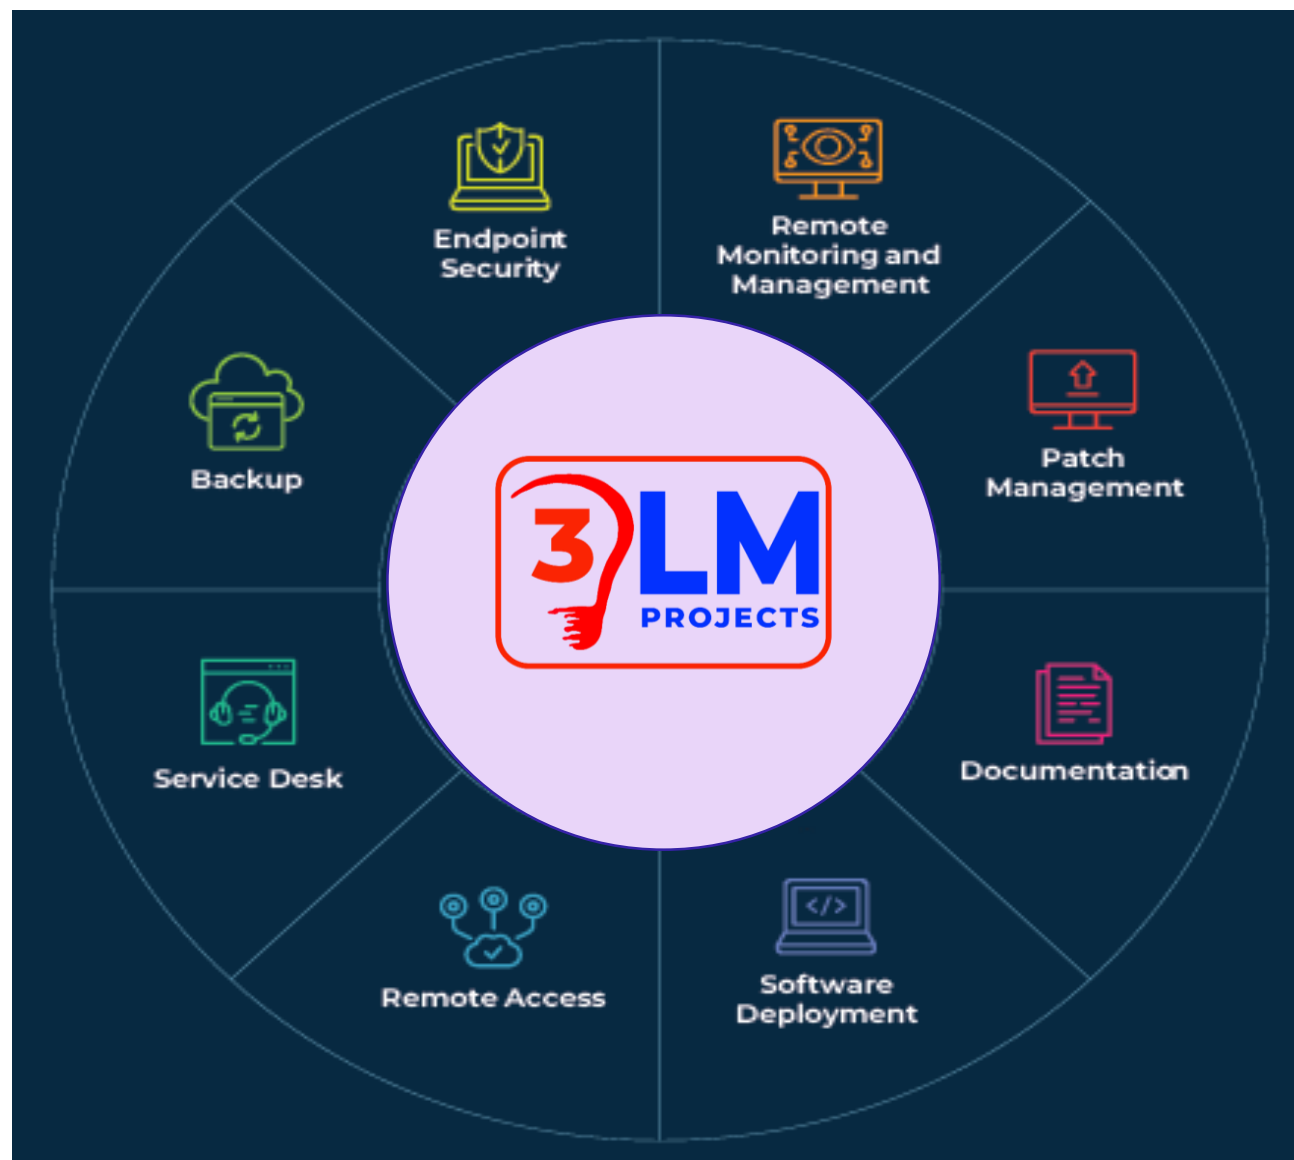 Endpoint
Security
Remote
Monitoring and
Management
Backup
Patch
Management
3LM
PROJECTS
Service Desk
Documentation
Remote Access
Software
Deployment
</>